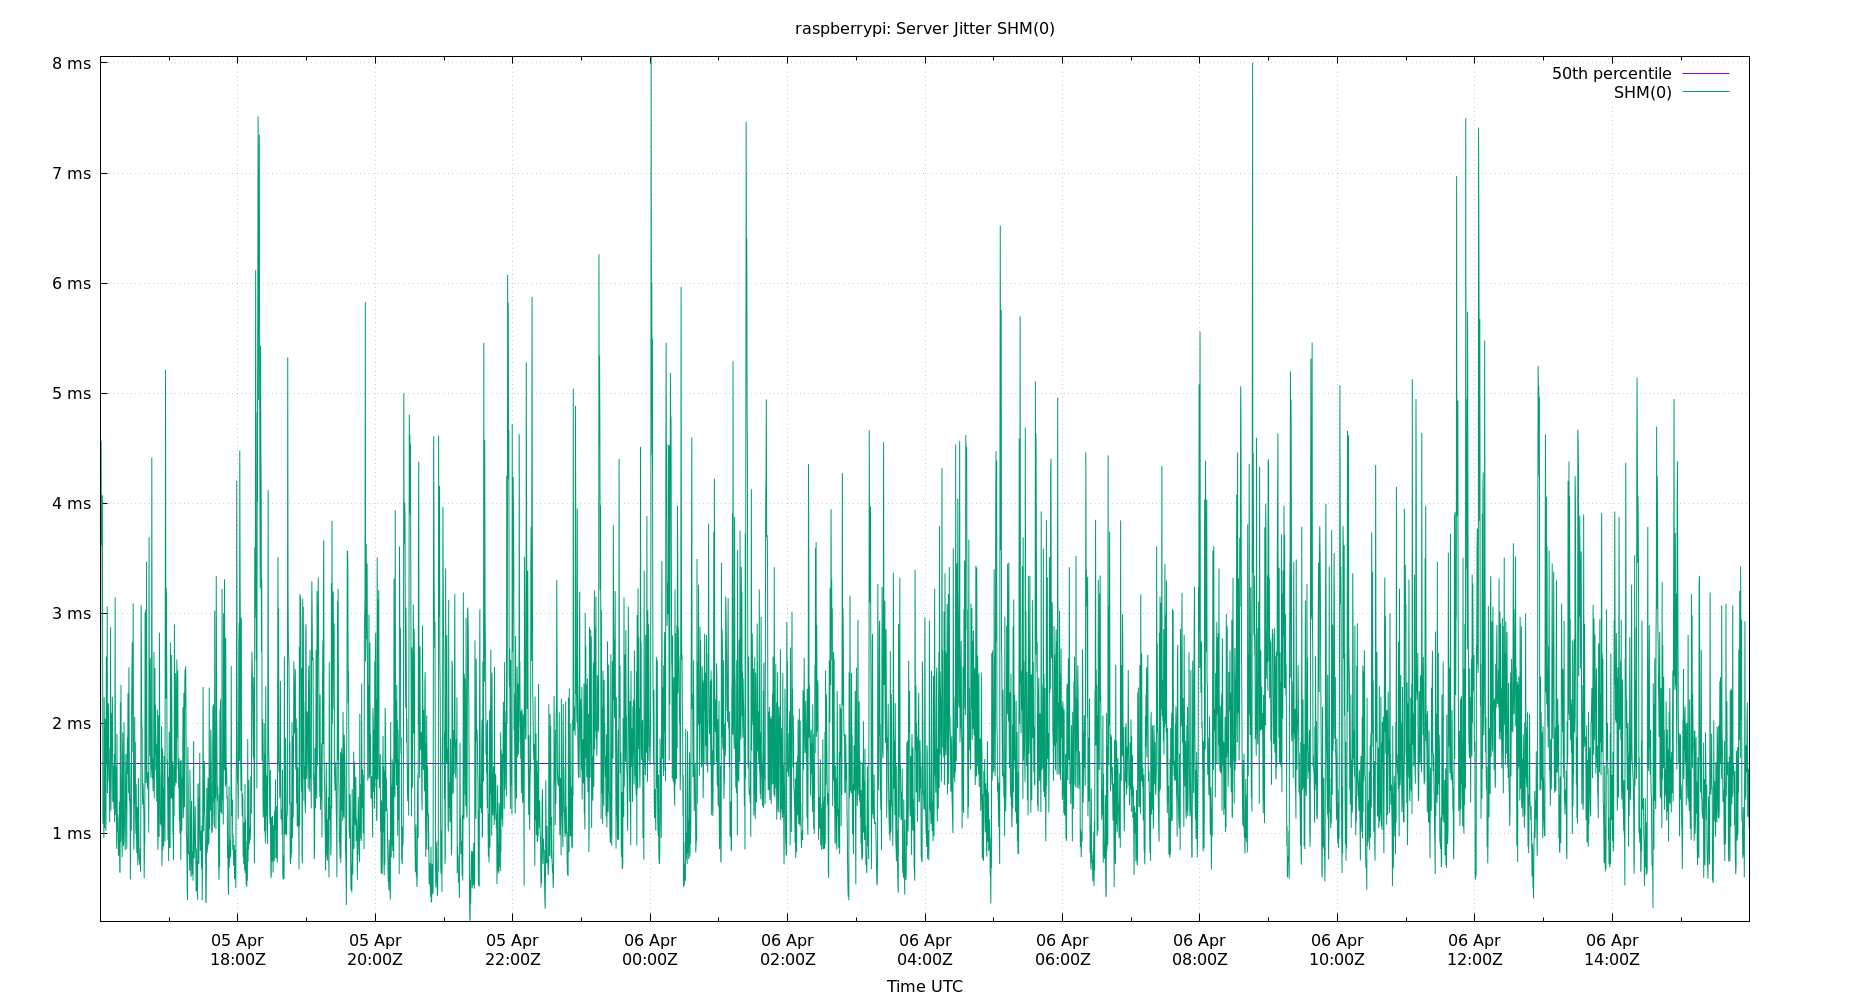 raspberrypi: Server Jitter SHM(0)
50th percentile
SHM(0)
8 ms
7 ms
6 ms
5 ms
4 ms
3 ms
2 ms
1 ms
05 Apr 05 Apr 05 Apr 06 Apr 06 Apr 06 Apr 06 Apr 06 Apr 06 Apr 06 Apr 06 Apr
18:00Z 20:00Z 22:00Z 00:00Z 02:00Z 04:00Z 06:00Z 08:00Z 10:00Z 12:00Z 14:00Z
Time UTC